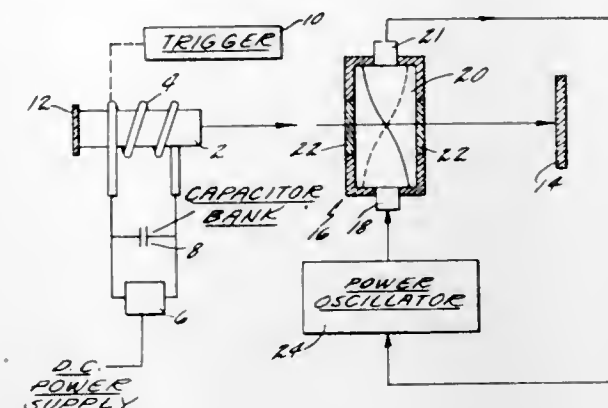 10
TRIGGER
21
12
4
20
2
22
22
14
CAPACITOR
BANK
8
16
18
POWER
OSCILLATOR
6
24
D.C.
POWER
SUPPLY